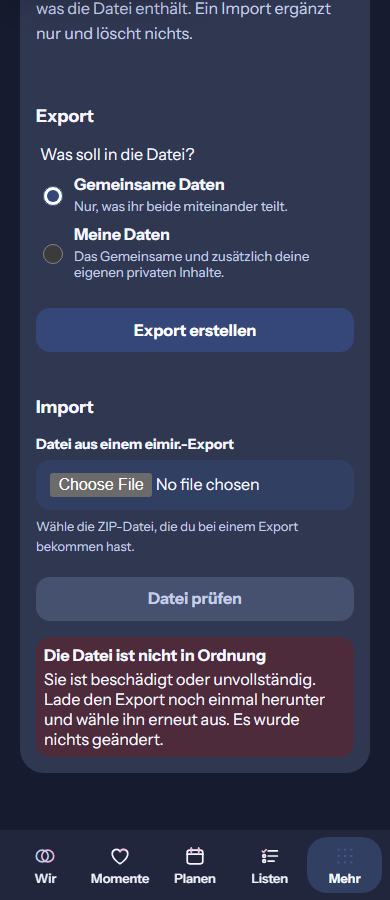 was die Datei enthält. Ein Import ergänzt
nur und löscht nichts.
Export
Was soll in die Datei?
Gemeinsame Daten
Nur, was ihr beide miteinander teilt.
Meine Daten
Das Gemeinsame und zusätzlich deine
eigenen privaten Inhalte.
Export erstellen
Import
Datei aus einem eimir.-Export
Choose File No file chosen
Wähle die ZIP-Datei, die du bei einem Export
bekommen hast.
Datei prüfen
Die Datei ist nicht in Ordnung
Sie ist beschädigt oder unvollständig.
Lade den Export noch einmal herunter
und wähle ihn erneut aus. Es wurde
nichts geändert.
Wir Momente Planen Listen Mehr